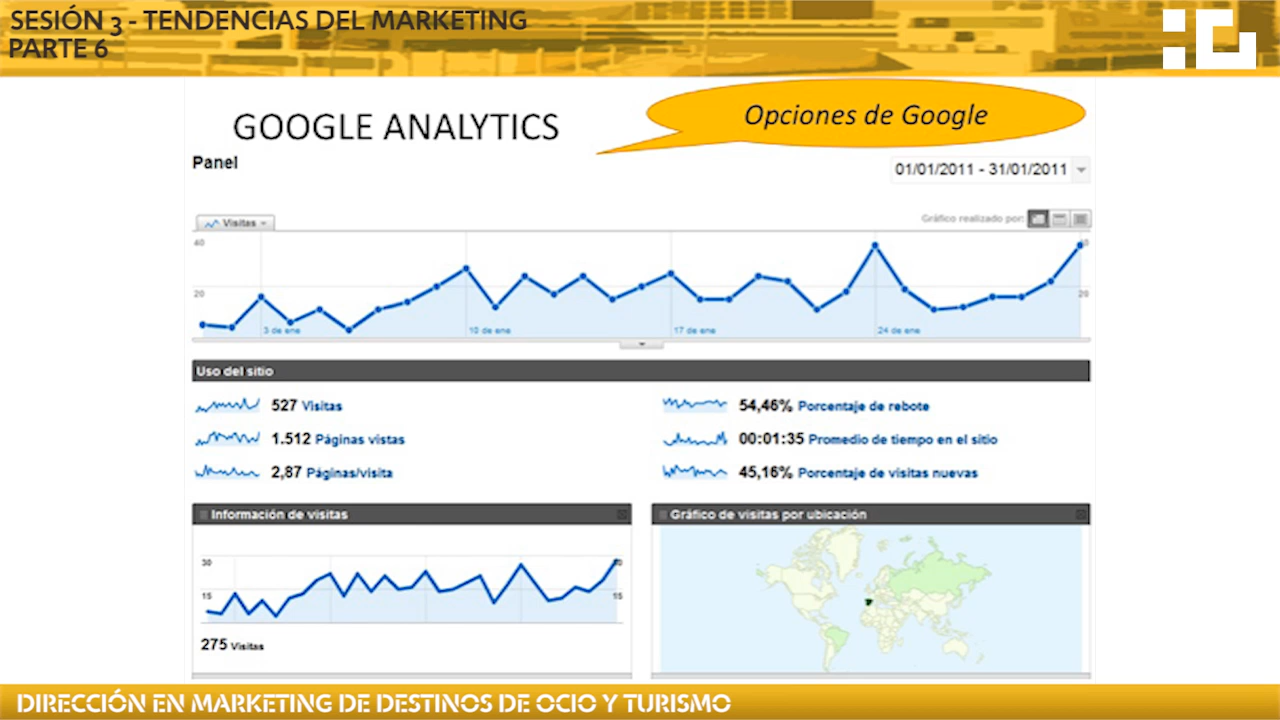 SESIÓN 3 - TENDENCIAS DEL MARKETING
PARTE 6
GOOGLE ANALYTICS
Opciones de Google
Panel
01/01/2011 - 31/01/2011
Visitas
Gráfico realizado por:
40
40
20
20
3 de ene
10 de ene
17 de ene
24 de ene
Uso del sitio
527 Visitas
54,46% Porcentaje de rebote
1.512 Páginas vistas
00:01:35 Promedio de tiempo en el sitio
2,87 Páginas/visita
45,16% Porcentaje de visitas nuevas
Información de visitas
Gráfico de visitas por ubicación
30
30
15
15
275 Visitas
DIRECCIÓN EN MARKETING DE DESTINOS DE OCIO Y TURISMO